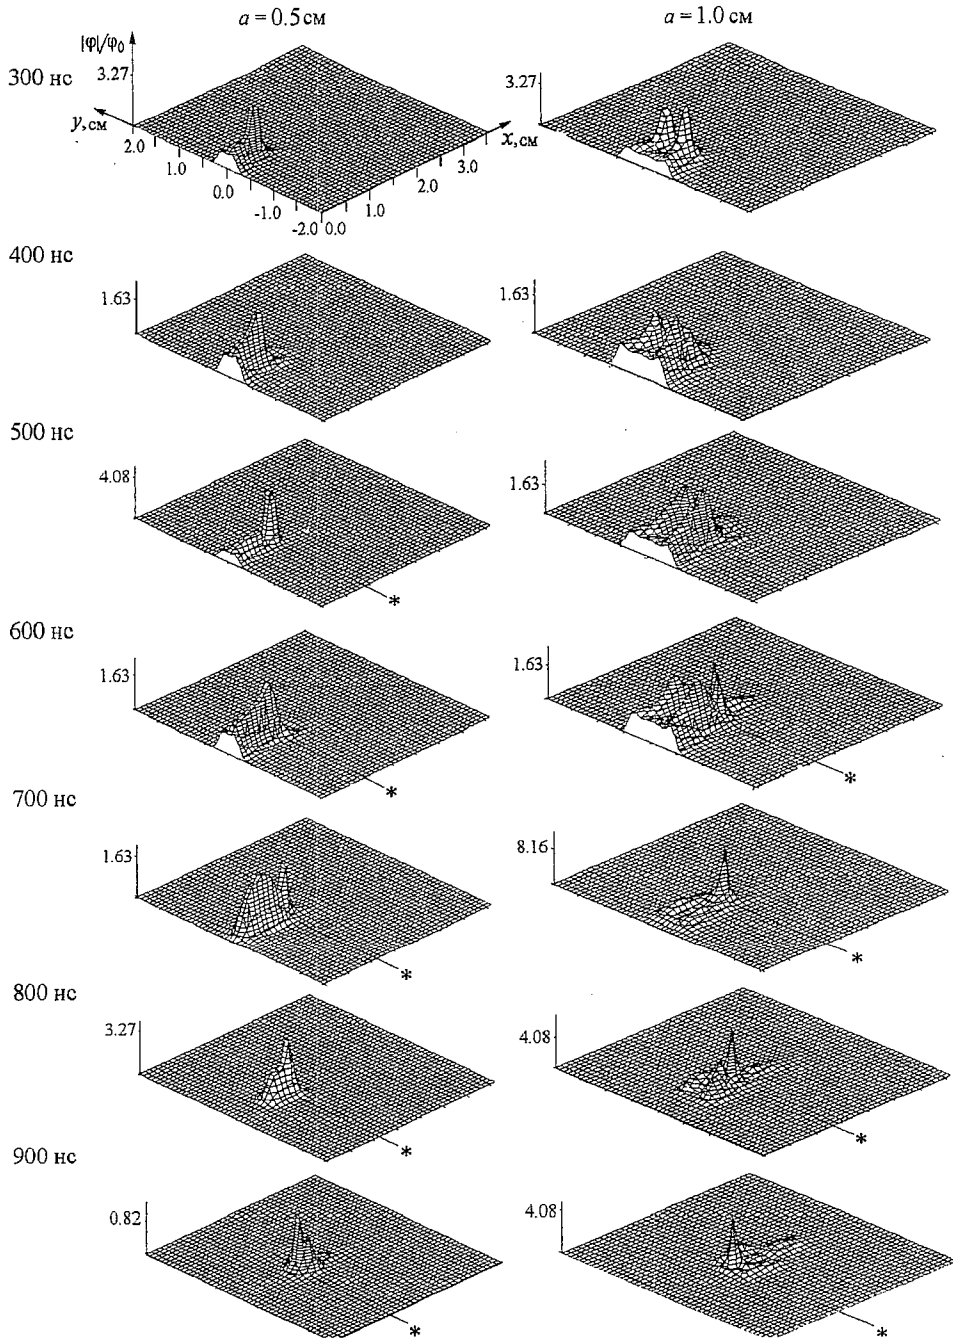 a = 0.5 см a = 1.0 см
|φ|/φ₀
300 нс 3.27 3.27
y, см x, см
2.0 1.0 0.0 -1.0 -2.0 0.0 1.0 2.0 3.0
400 нс
1.63 1.63
500 нс
4.08 1.63
*
600 нс
1.63 1.63
* *
700 нс
1.63 8.16
* *
800 нс
3.27 4.08
* *
900 нс
0.82 4.08
* *